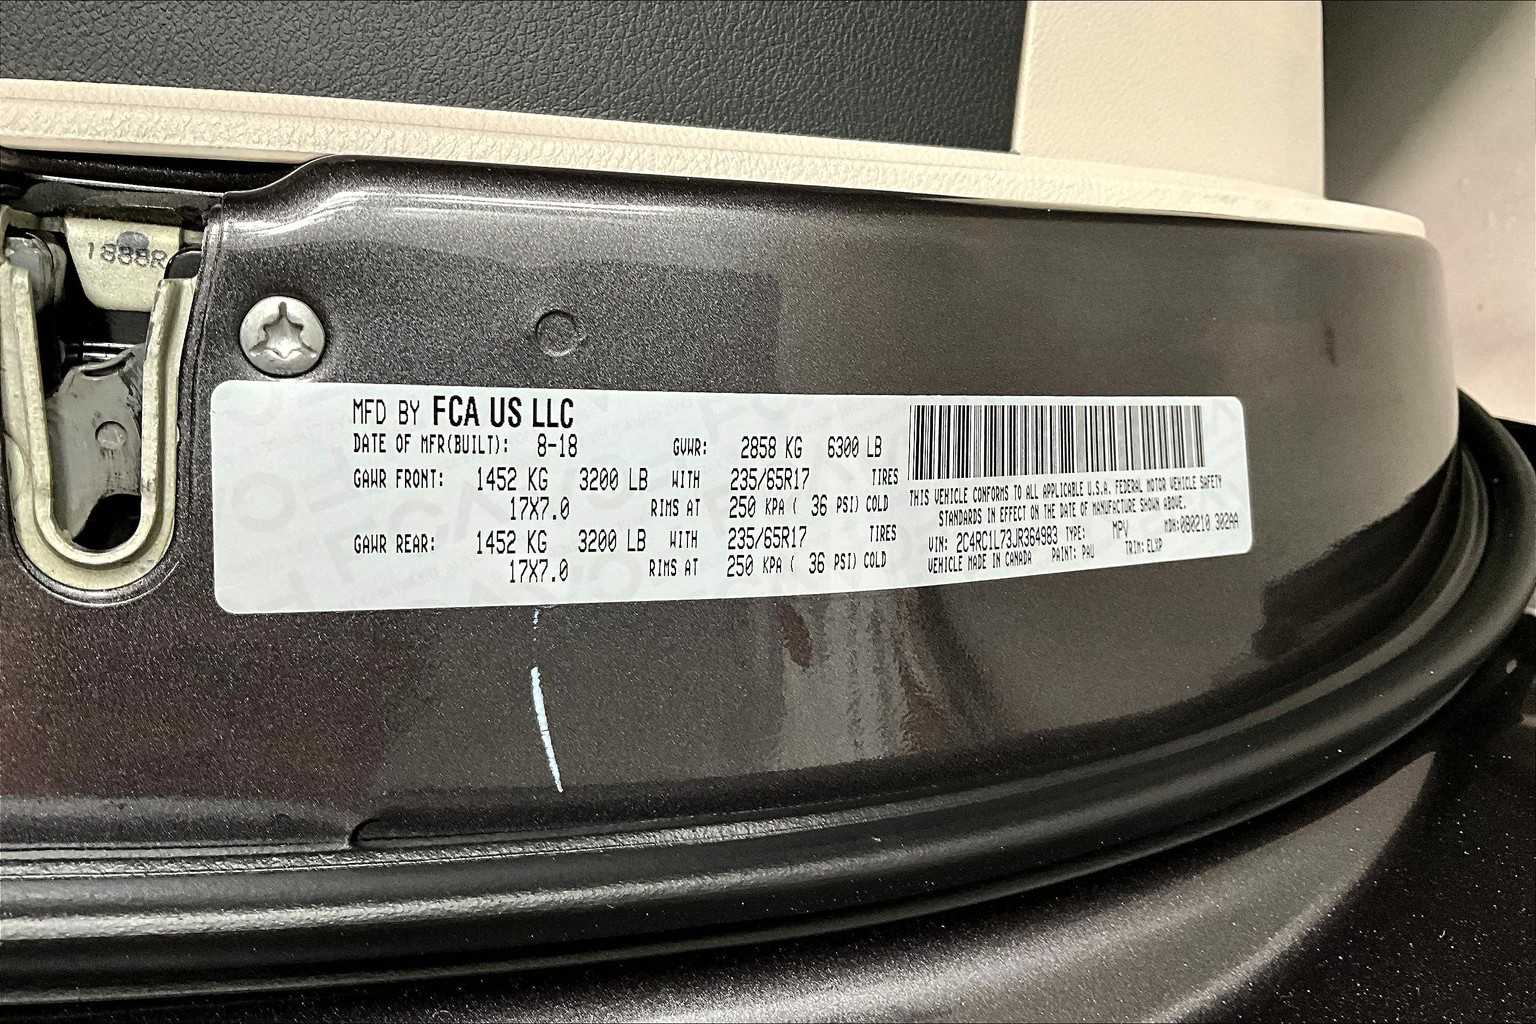 1888R
MFD BY FCA US LLC
DATE OF MFR(BUILT): 8-18 GVWR: 2858 KG 6300 LB
GAWR FRONT: 1452 KG 3200 LB WITH 235/65R17 TIRES
17X7.0 RIMS AT 250 KPA ( 36 PSI) COLD
GAWR REAR: 1452 KG 3200 LB WITH 235/65R17 TIRES
17X7.0 RIMS AT 250 KPA ( 36 PSI) COLD
THIS VEHICLE CONFORMS TO ALL APPLICABLE U.S.A. FEDERAL MOTOR VEHICLE SAFETY
STANDARDS IN EFFECT ON THE DATE OF MANUFACTURE SHOWN ABOVE.
VIN: 2C4RC1L73JR364983 TYPE: MPV MDH:080210 302AA
VEHICLE MADE IN CANADA PAINT: PAU TRIM: ELXP